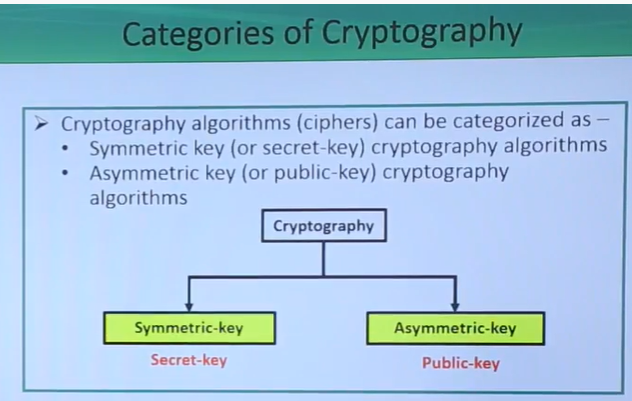 Categories of Cryptography
➤ Cryptography algorithms (ciphers) can be categorized as –
• Symmetric key (or secret-key) cryptography algorithms
• Asymmetric key (or public-key) cryptography
algorithms
Cryptography
Symmetric-key
Asymmetric-key
Secret-key
Public-key